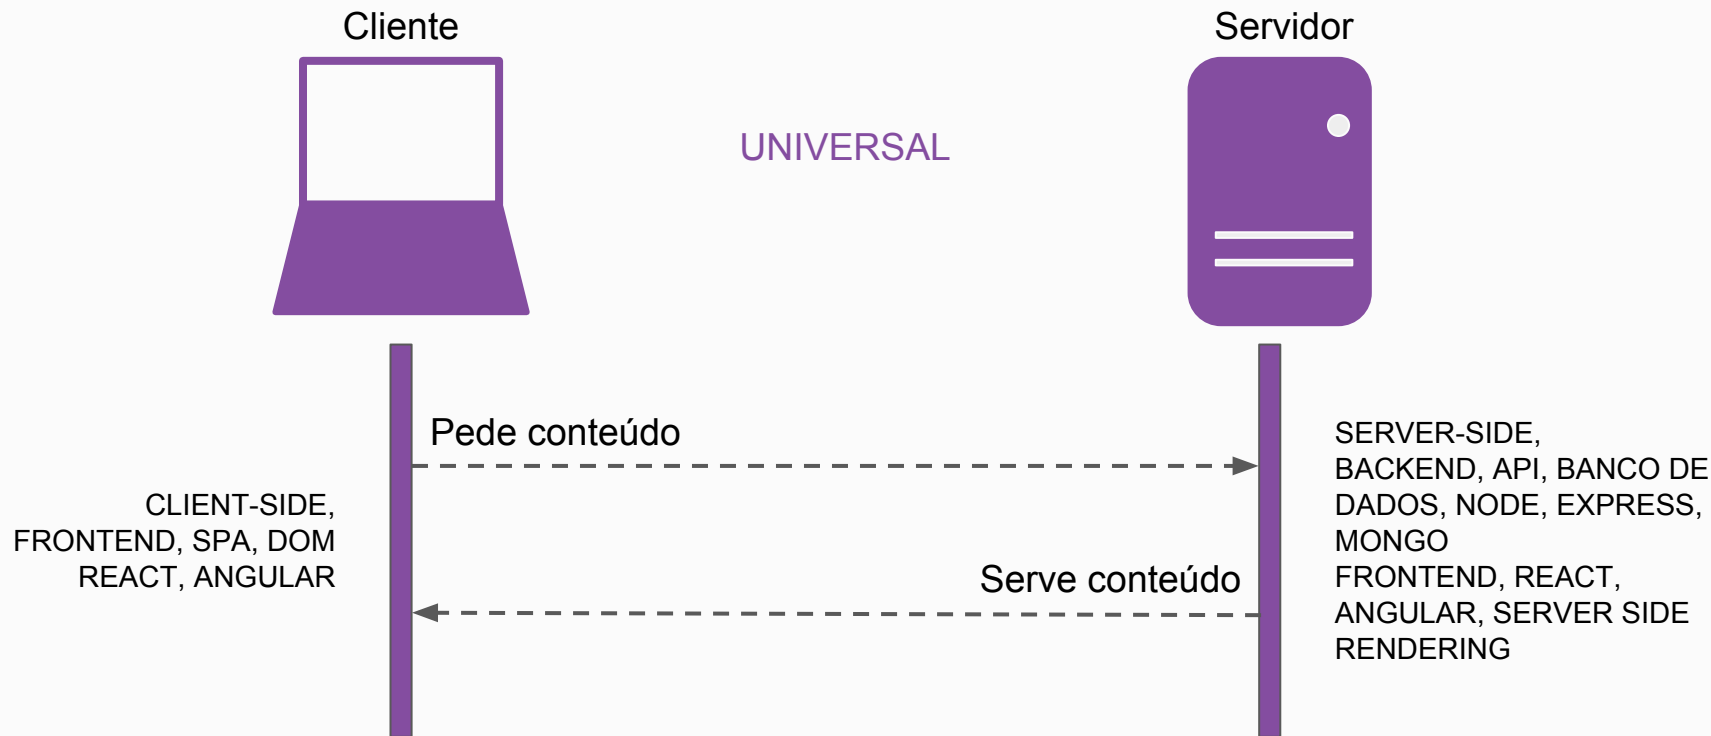 Cliente
Servidor
UNIVERSAL
Pede conteúdo
CLIENT-SIDE,
FRONTEND, SPA, DOM
REACT, ANGULAR
Serve conteúdo
SERVER-SIDE,
BACKEND, API, BANCO DE
DADOS, NODE, EXPRESS,
MONGO
FRONTEND, REACT,
ANGULAR, SERVER SIDE
RENDERING